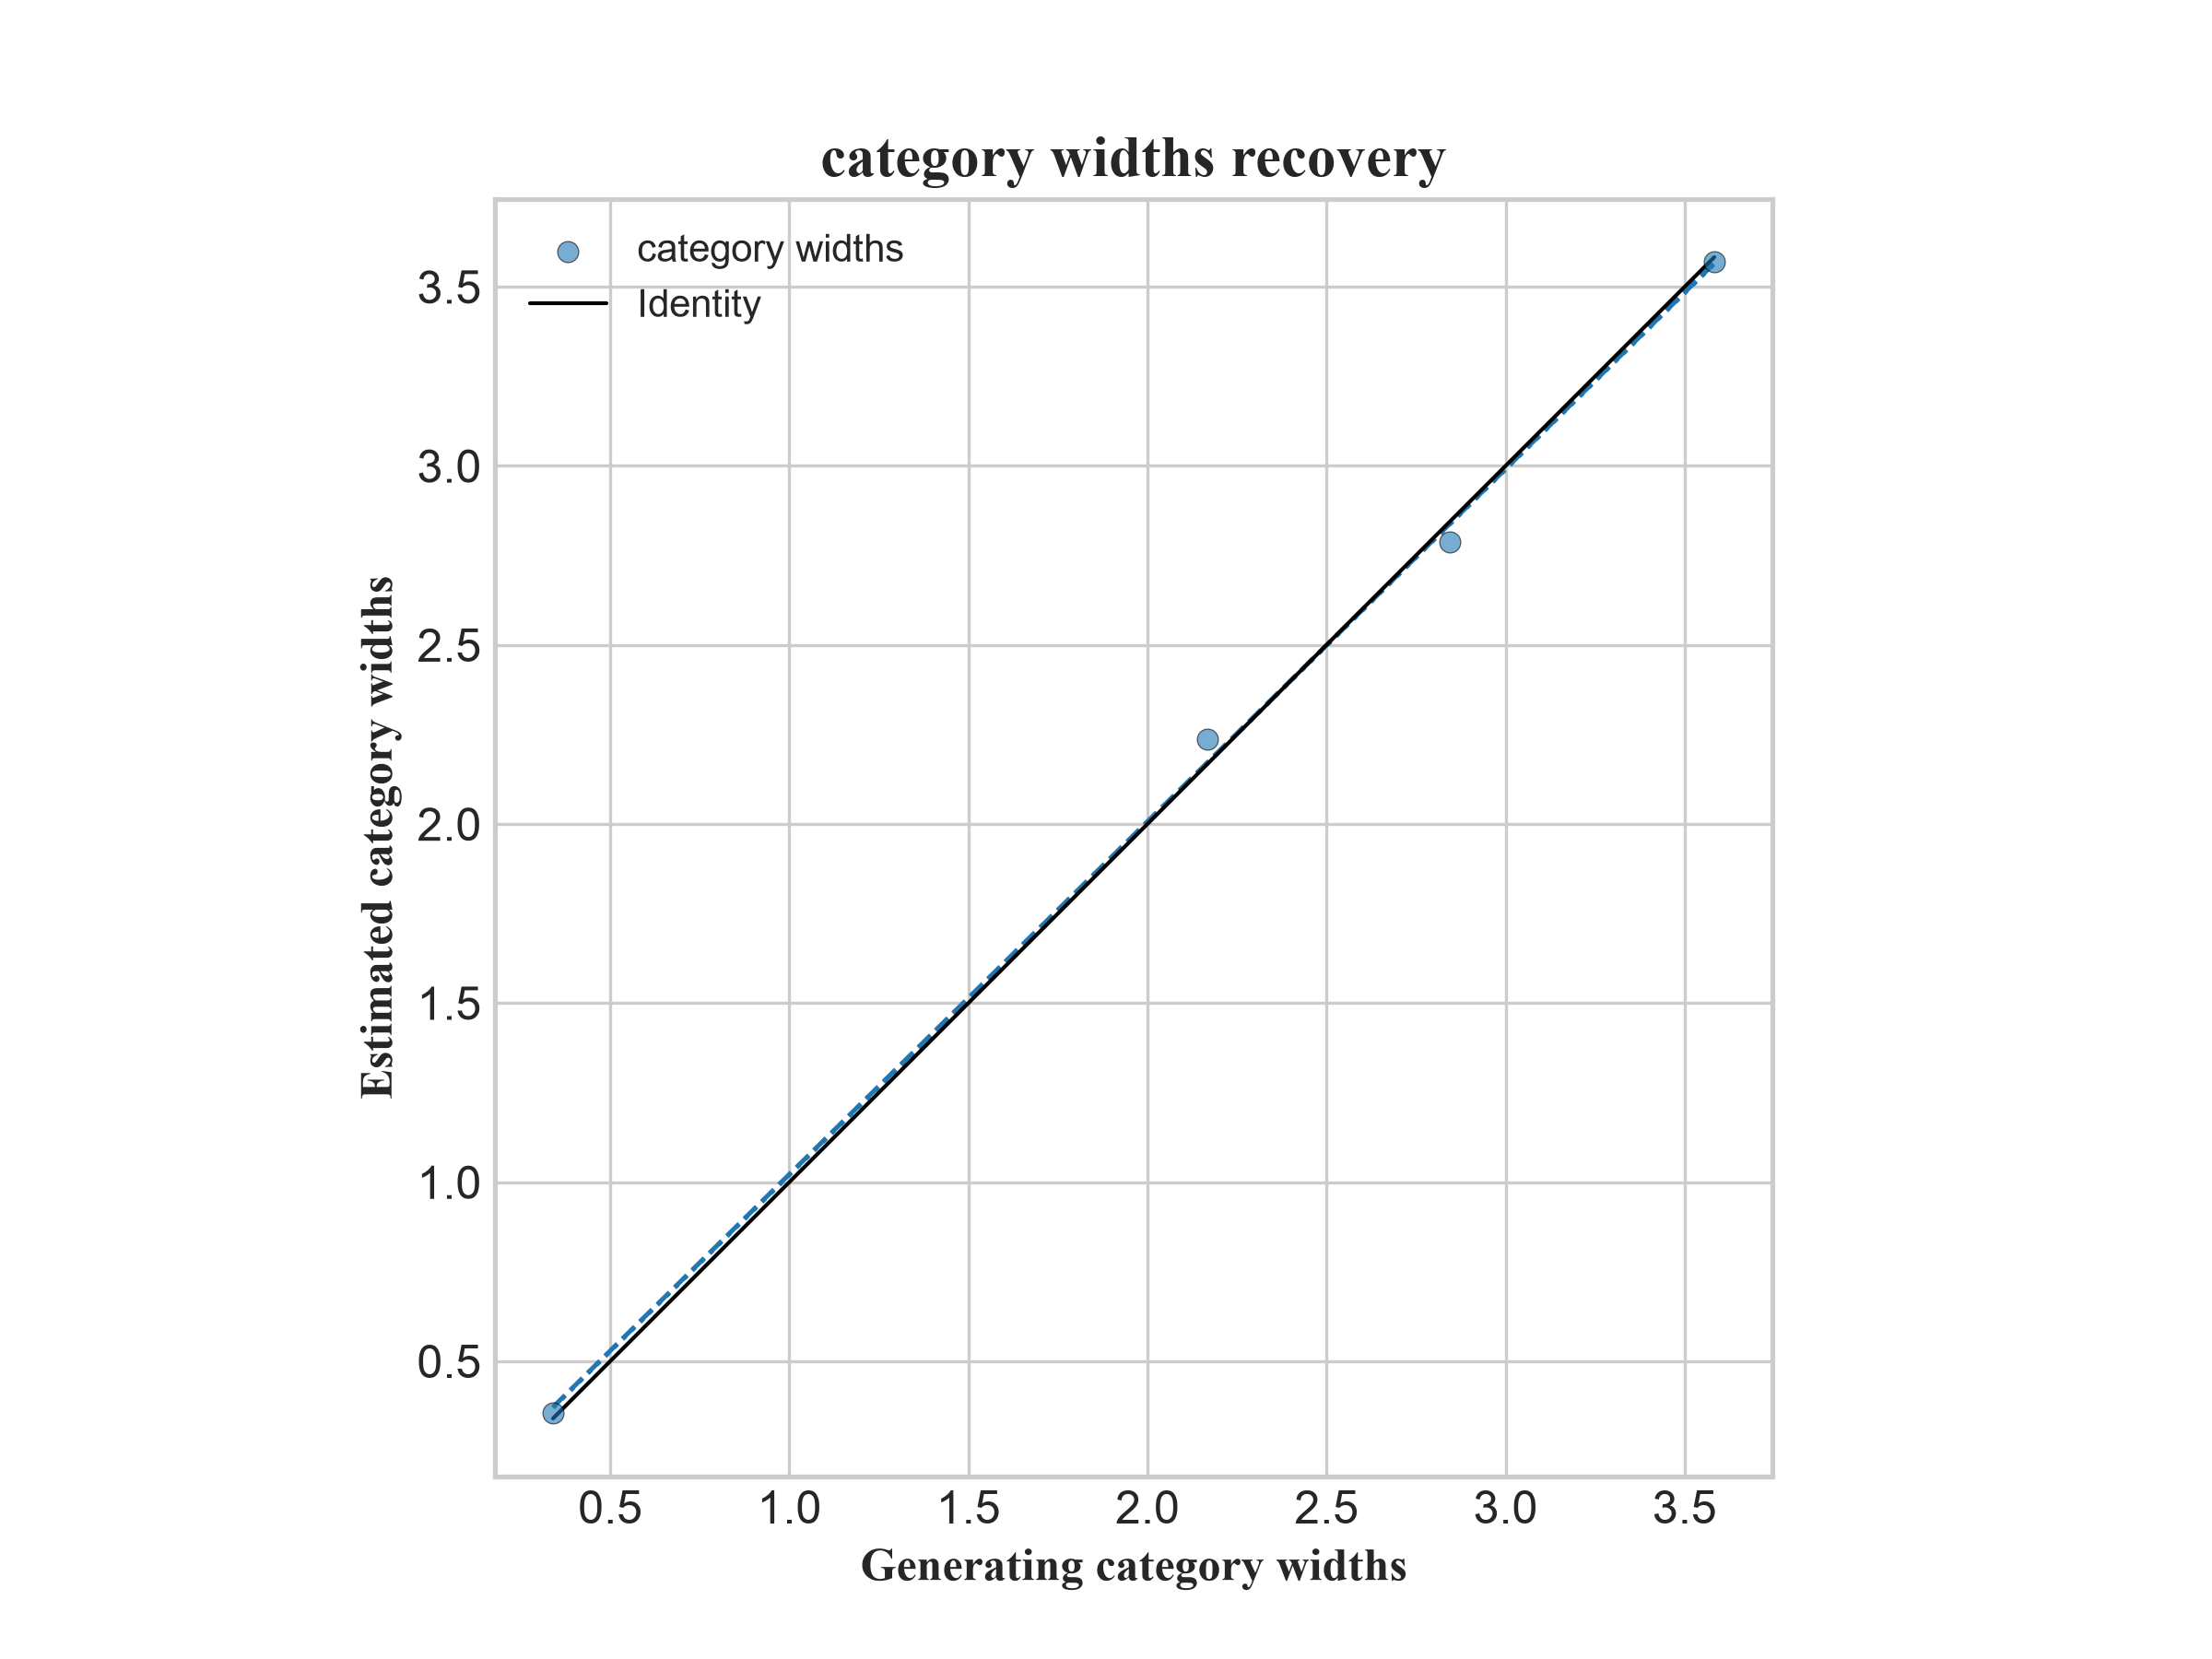 category widths recovery
category widths
Identity
Estimated category widths
3.5
3.0
2.5
2.0
1.5
1.0
0.5
0.5 1.0 1.5 2.0 2.5 3.0 3.5
Generating category widths